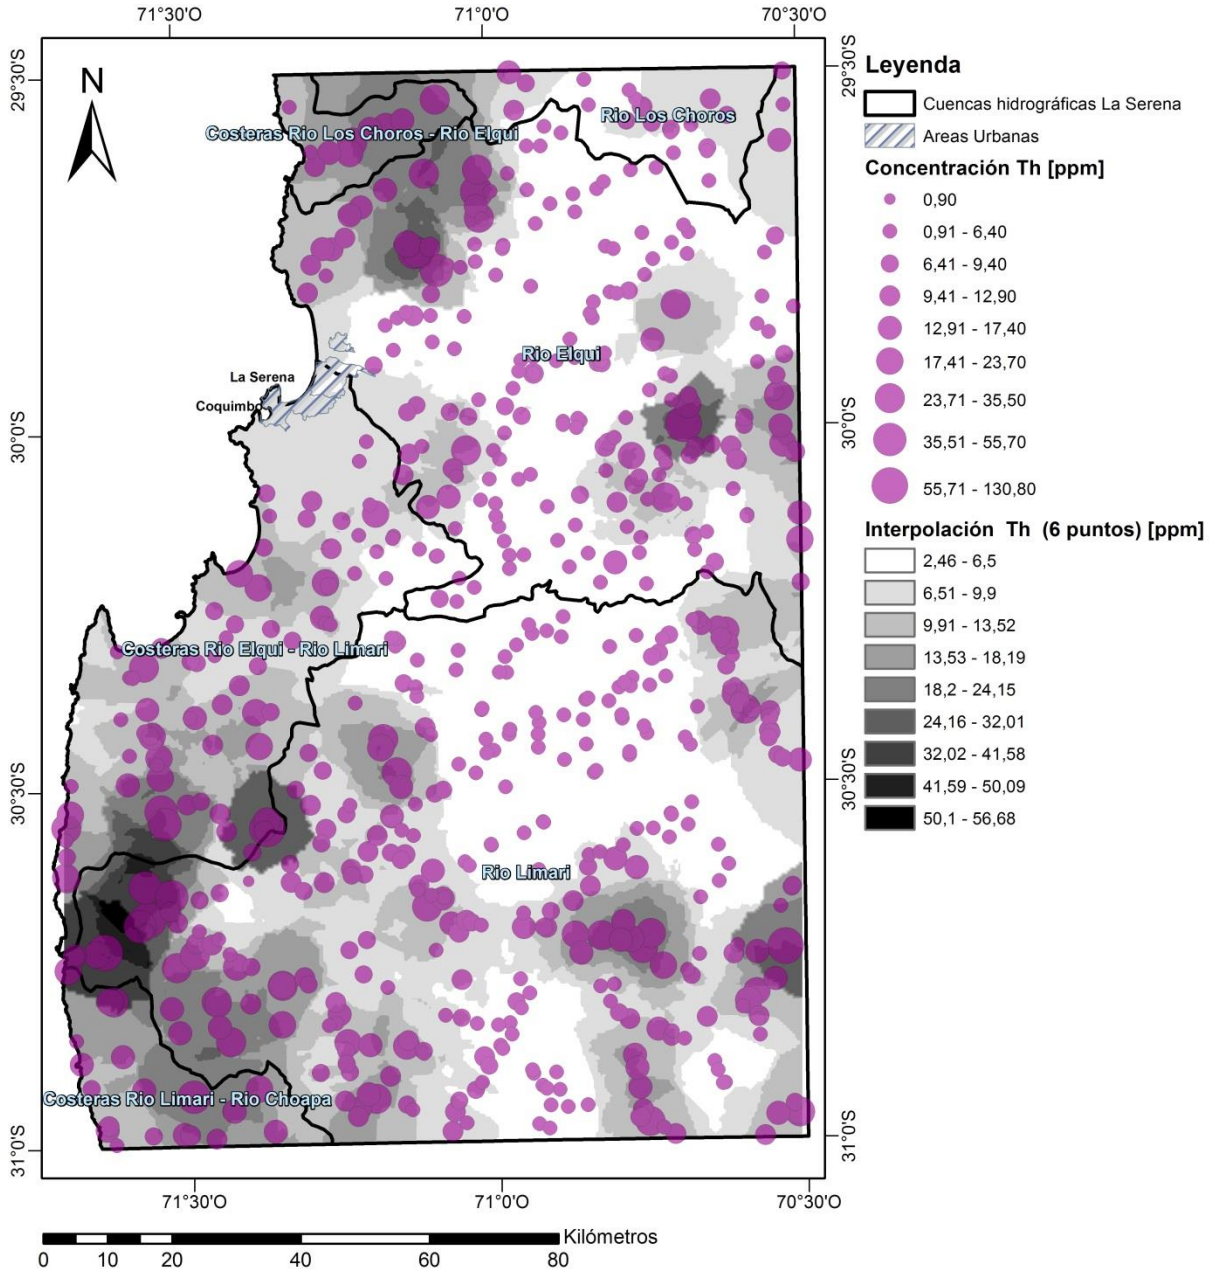 71°30'O 71°0'O 70°30'O
29°30'S
29°30'S
N
Costeras Rio Los Choros - Rio Elqui
Rio Los Choros
Rio Elqui
La Serena
Coquimbo
30°0'S
30°0'S
Costeras Rio Elqui - Rio Limari
30°30'S
30°30'S
Rio Limari
Costeras Rio Limari - Rio Choapa
31°0'S
31°0'S
71°30'O 71°0'O 70°30'O
Kilómetros
0 10 20 40 60 80
Leyenda
Cuencas hidrográficas La Serena
Areas Urbanas
Concentración Th [ppm]
0,90
0,91 - 6,40
6,41 - 9,40
9,41 - 12,90
12,91 - 17,40
17,41 - 23,70
23,71 - 35,50
35,51 - 55,70
55,71 - 130,80
Interpolación Th (6 puntos) [ppm]
2,46 - 6,5
6,51 - 9,9
9,91 - 13,52
13,53 - 18,19
18,2 - 24,15
24,16 - 32,01
32,02 - 41,58
41,59 - 50,09
50,1 - 56,68